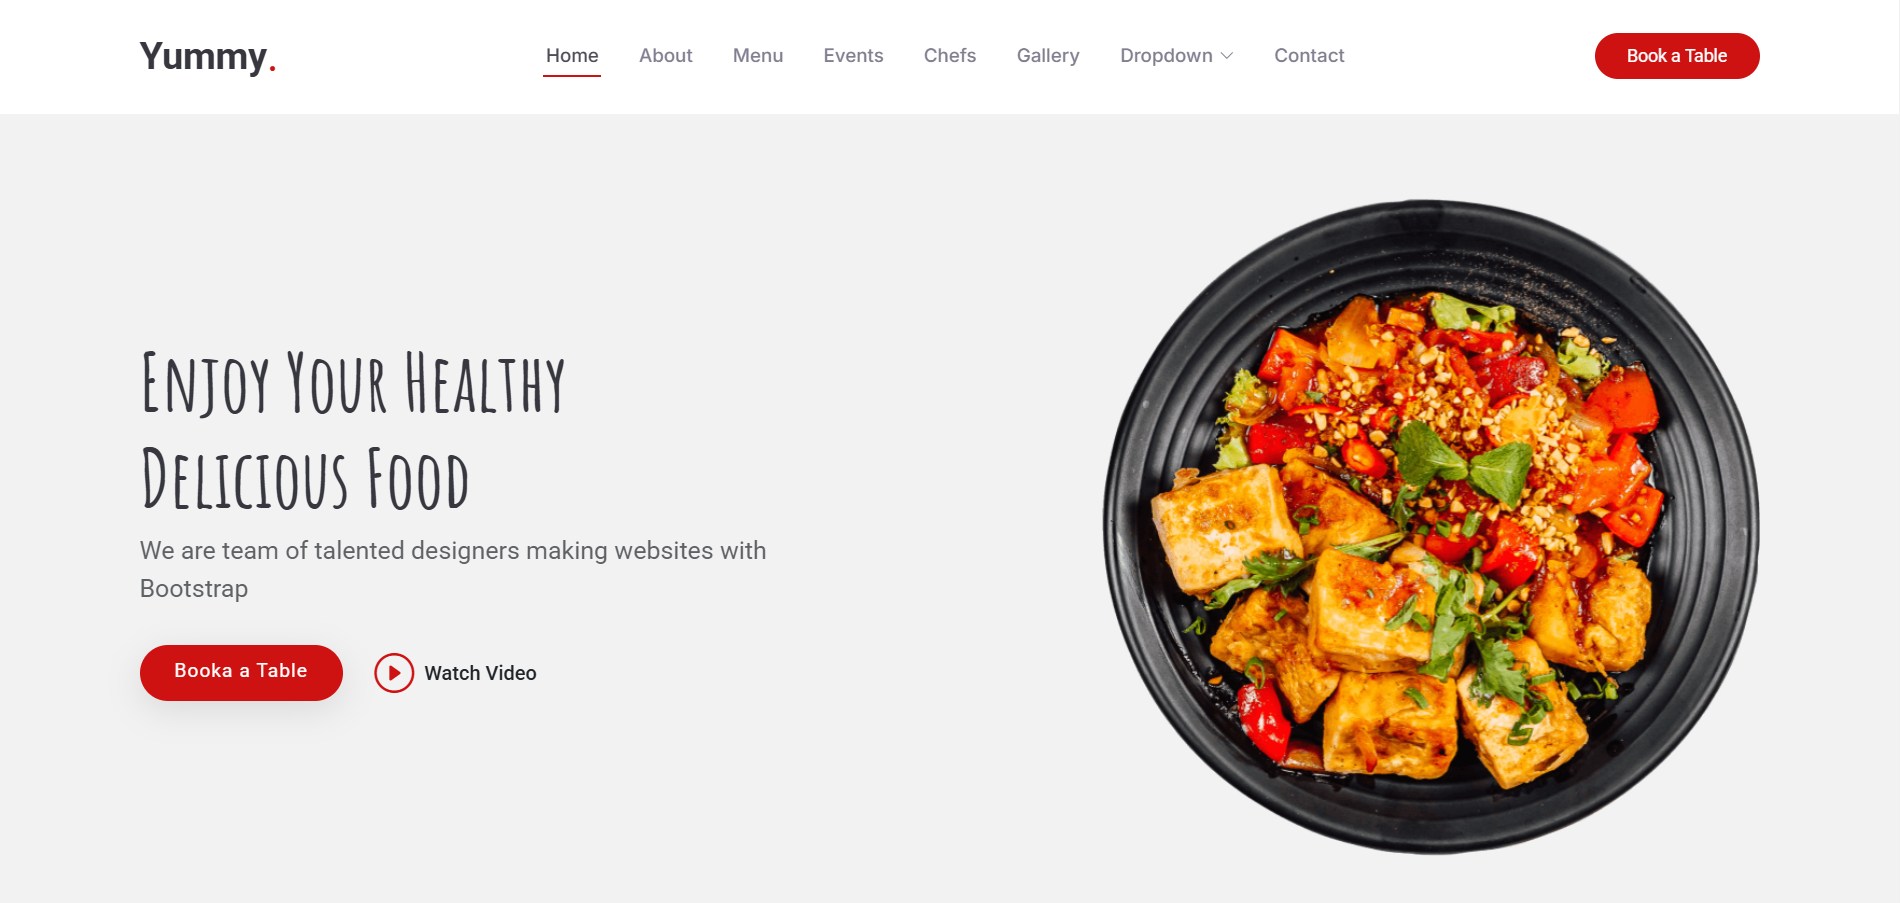 Yummy.
Home About Menu Events Chefs Gallery Dropdown Contact
Book a Table
Enjoy Your Healthy
Delicious Food
We are team of talented designers making websites with
Bootstrap
Booka a Table
Watch Video